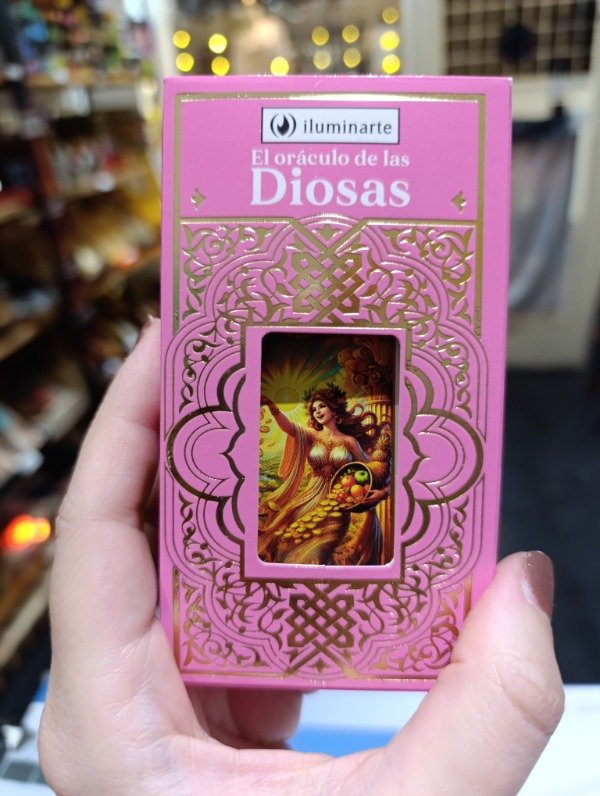 iluminarte
El oráculo de las
Diosas